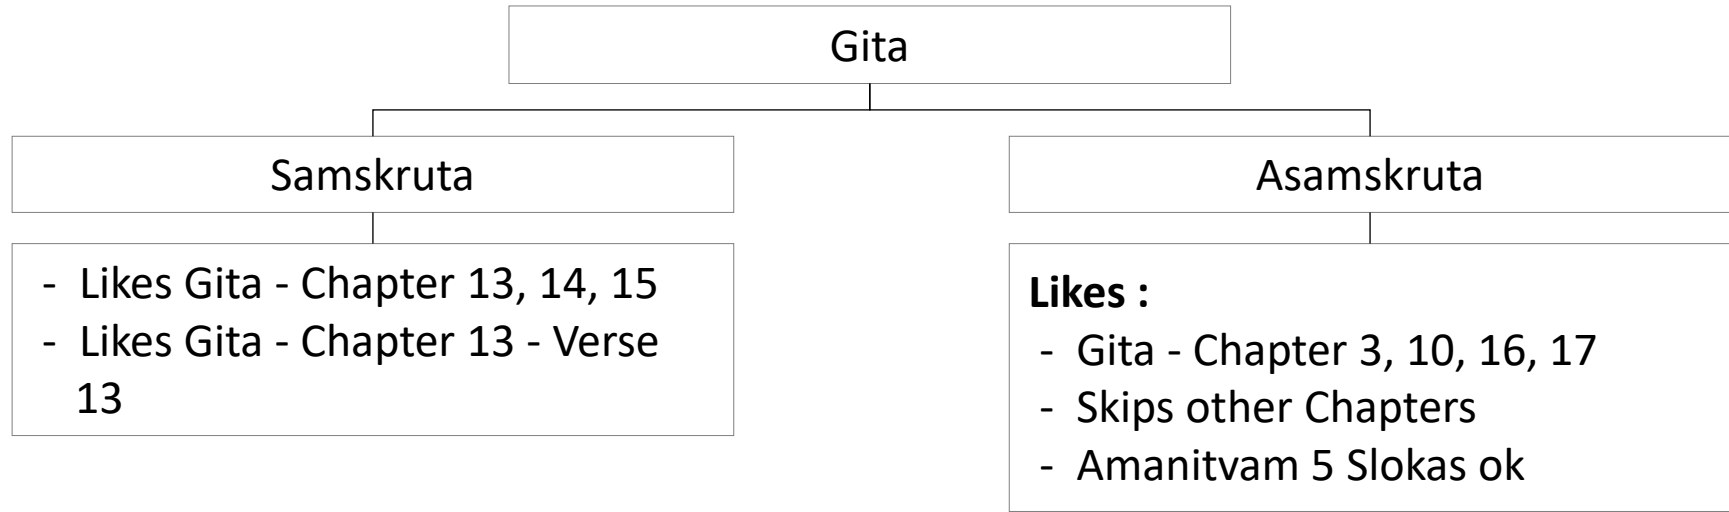 Gita
Samskruta
Asamskruta
- Likes Gita - Chapter 13, 14, 15
- Likes Gita - Chapter 13 - Verse
13
Likes :
- Gita - Chapter 3, 10, 16, 17
- Skips other Chapters
- Amanitvam 5 Slokas ok